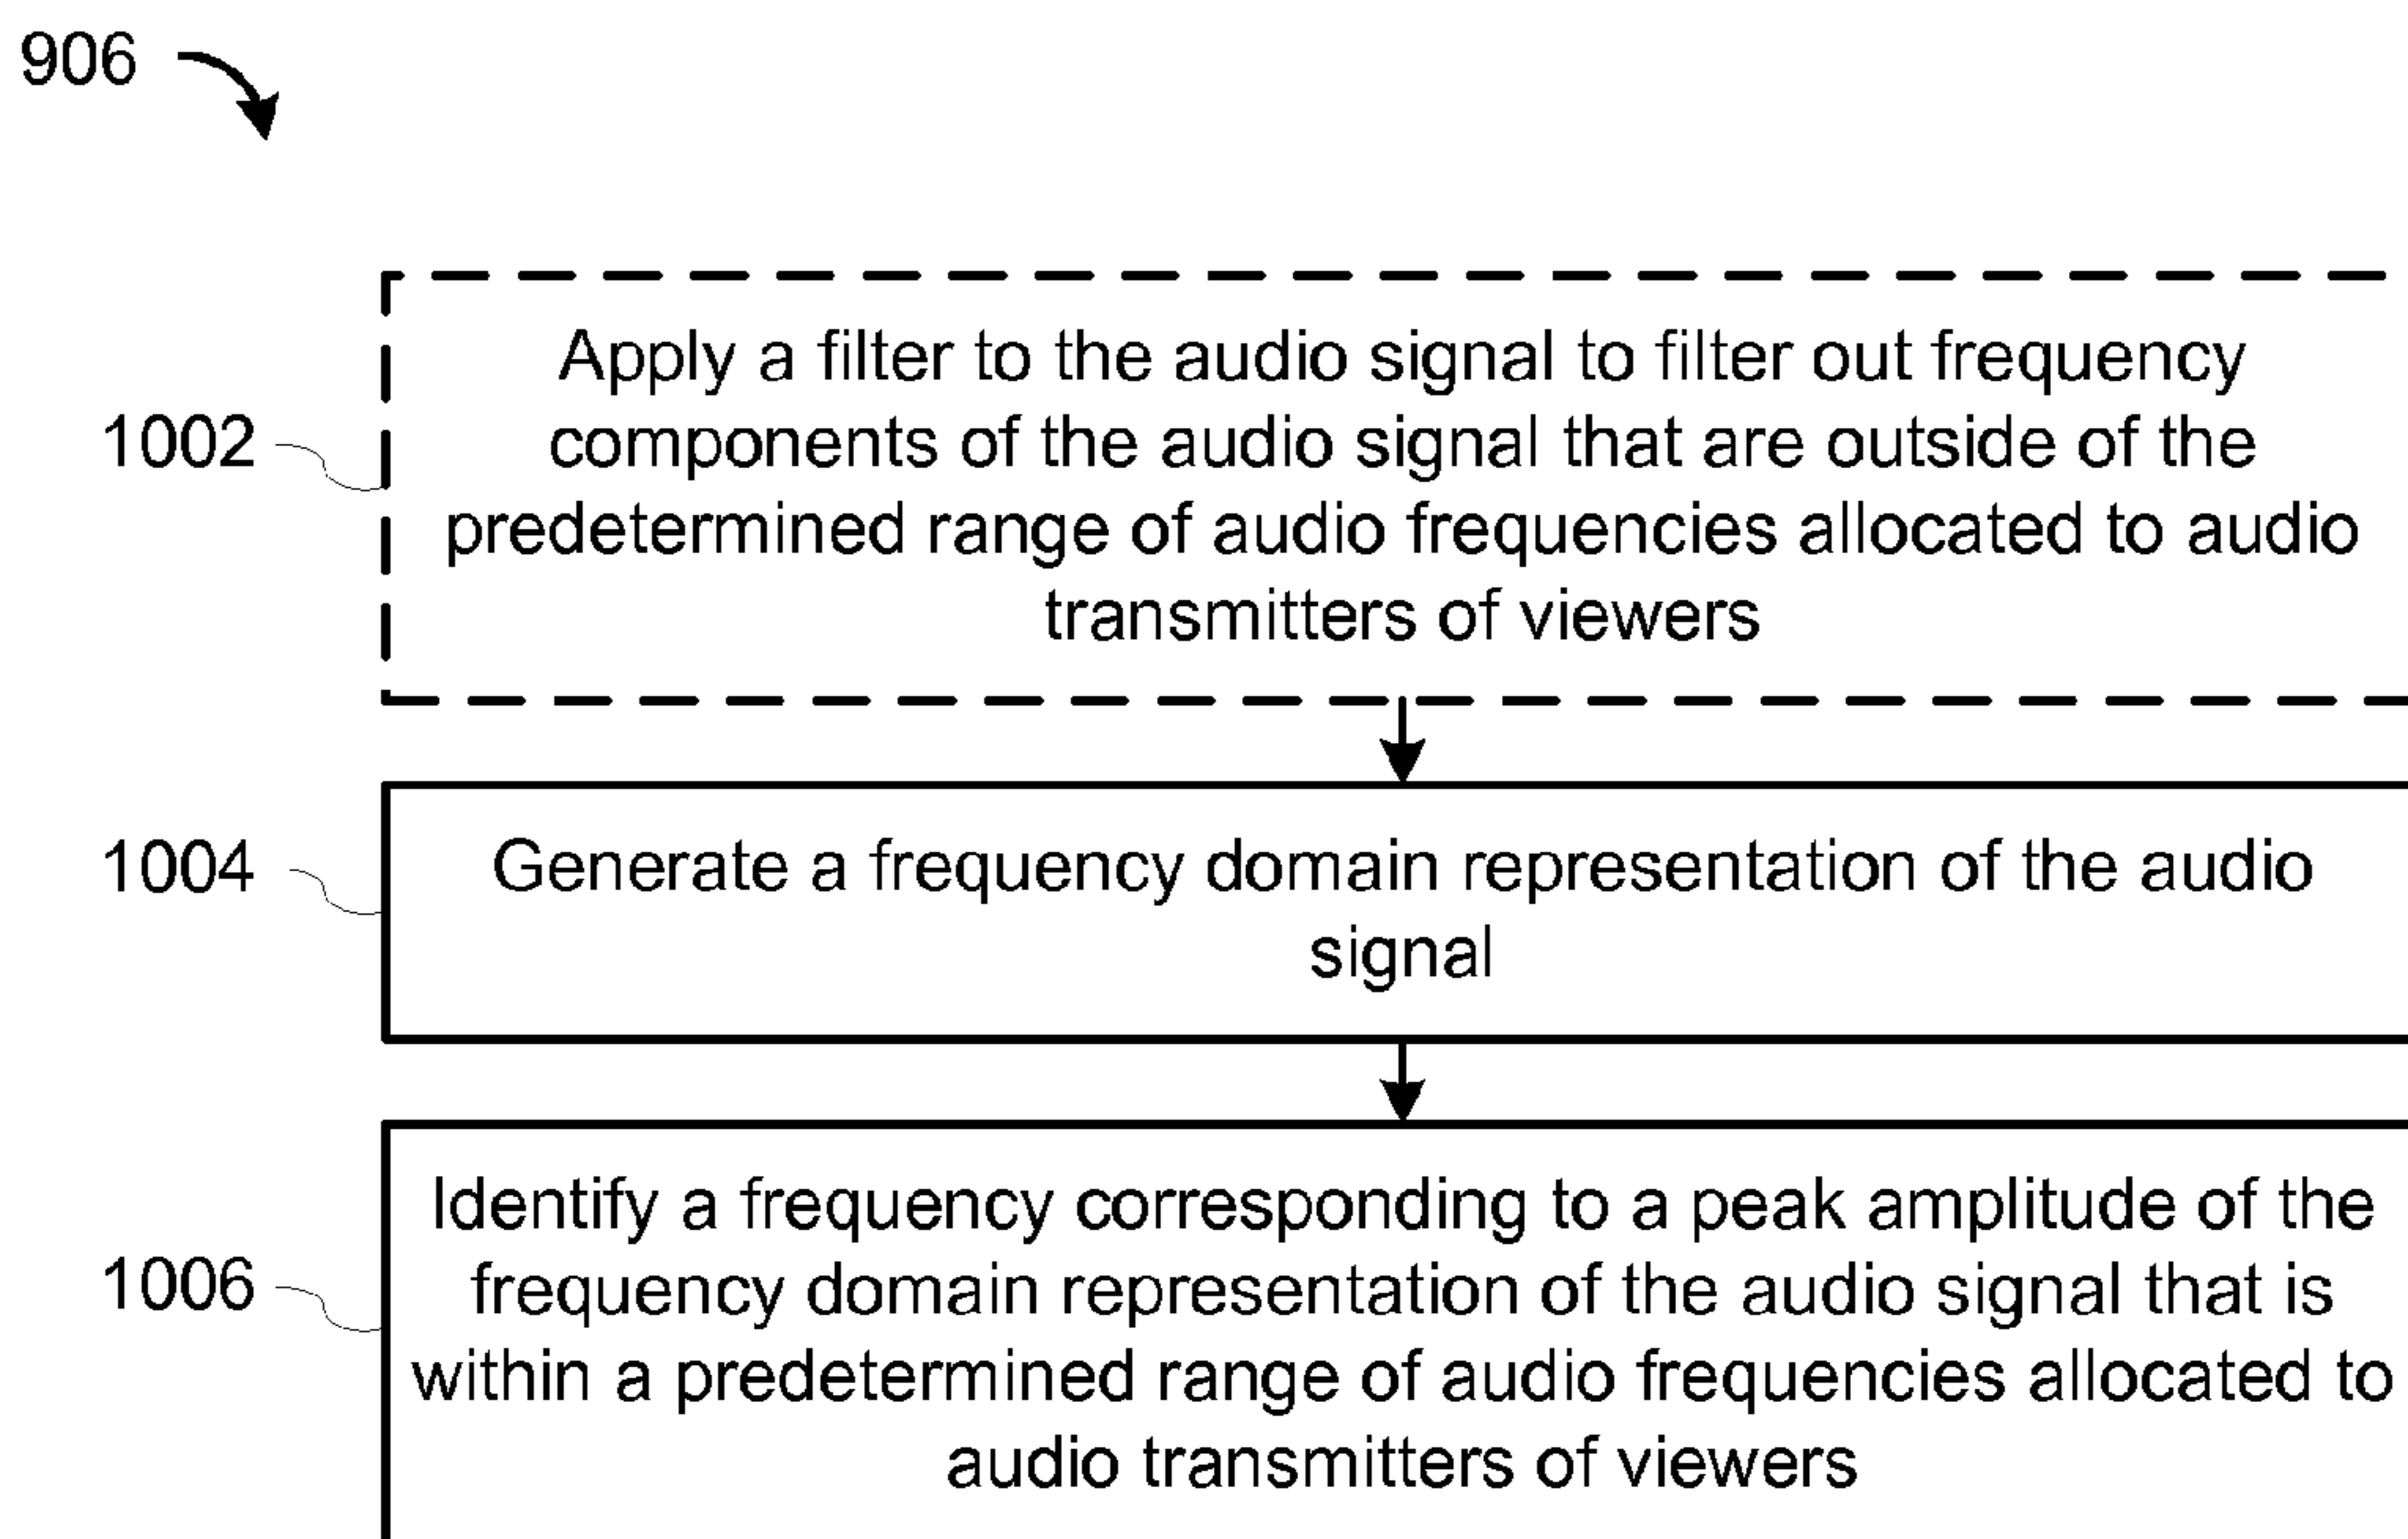 906
Apply a filter to the audio signal to filter out frequency
components of the audio signal that are outside of the
1002
predetermined range of audio frequencies allocated to audio
transmitters of viewers
1004
Generate a frequency domain representation of the audio
signal
Identify a frequency corresponding to a peak amplitude of the
1006
frequency domain representation of the audio signal that is
within a predetermined range of audio frequencies allocated to
audio transmitters of viewers